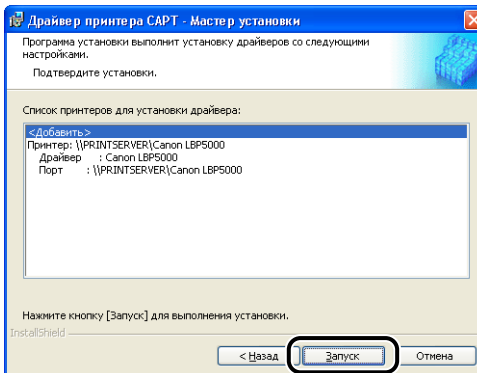 Драйвер принтера CAPT - Мастер установки
Программа установки выполнит установку драйверов со следующими
настройками.
Подтвердите установки.
Список принтеров для установки драйвера:
<Добавить>
Принтер: \\PRINTSERVER\Canon LBP5000
Драйвер : Canon LBP5000
Порт : \\PRINTSERVER\Canon LBP5000
Нажмите кнопку [Запуск] для выполнения установки.
InstallShield
< Назад Запуск Отмена